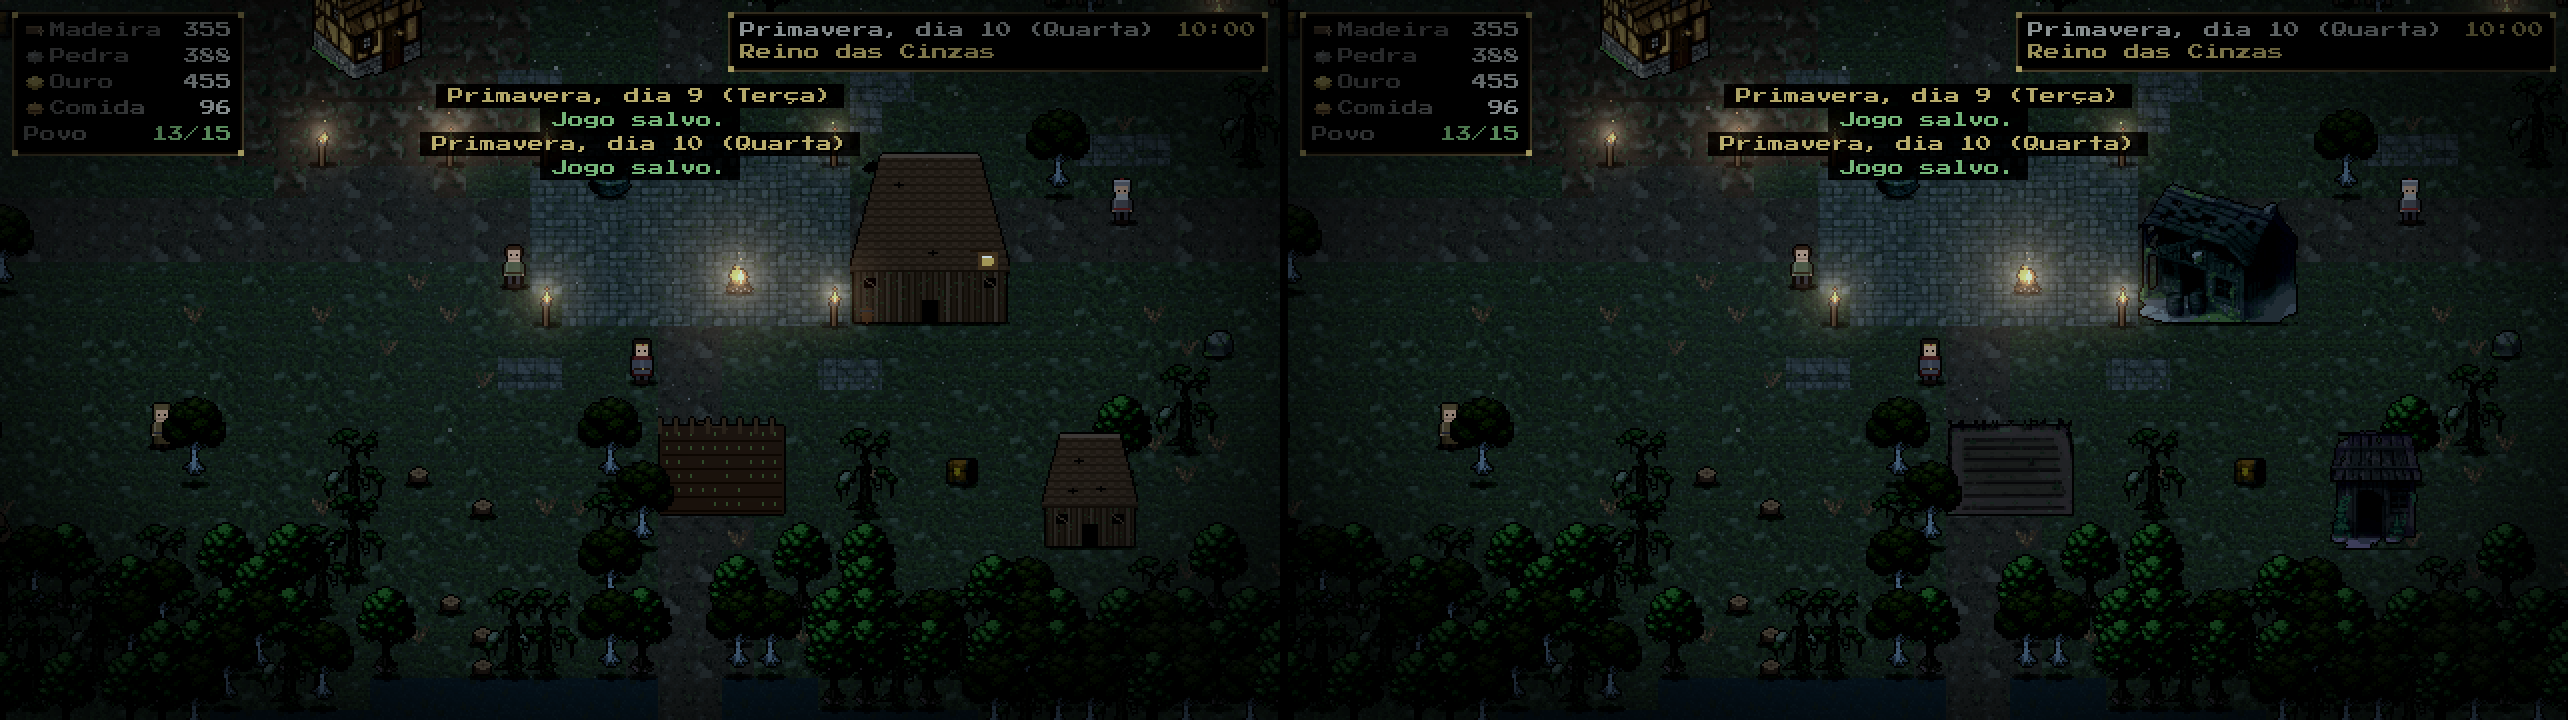 Madeira 355
Pedra 388
Ouro 455
Comida 96
Povo 13/15
Primavera, dia 10 (Quarta) 10:00
Reino das Cinzas
Primavera, dia 9 (Terça)
Jogo salvo.
Primavera, dia 10 (Quarta)
Jogo salvo.
Madeira 355
Pedra 388
Ouro 455
Comida 96
Povo 13/15
Primavera, dia 10 (Quarta) 10:00
Reino das Cinzas
Primavera, dia 9 (Terça)
Jogo salvo.
Primavera, dia 10 (Quarta)
Jogo salvo.